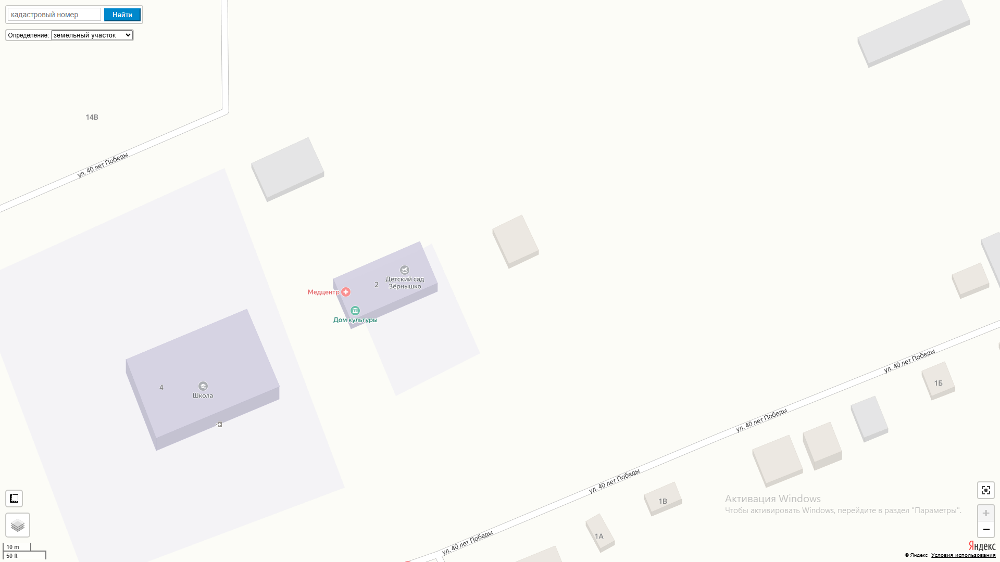 кадастровый номер
Найти
Определение: земельный участок
14В
ул. 40 лет Победы
Детский сад
Зёрнышко
2
Медцентр
Дом культуры
4
Школа
ул. 40 лет Победы
1Б
ул. 40 лет Победы
ул. 40 лет Победы
1В
1А
ул. 40 лет Победы
Активация Windows
Чтобы активировать Windows, перейдите в раздел "Параметры".
+
−
10 m
50 ft
Яндекс
© Яндекс Условия использования